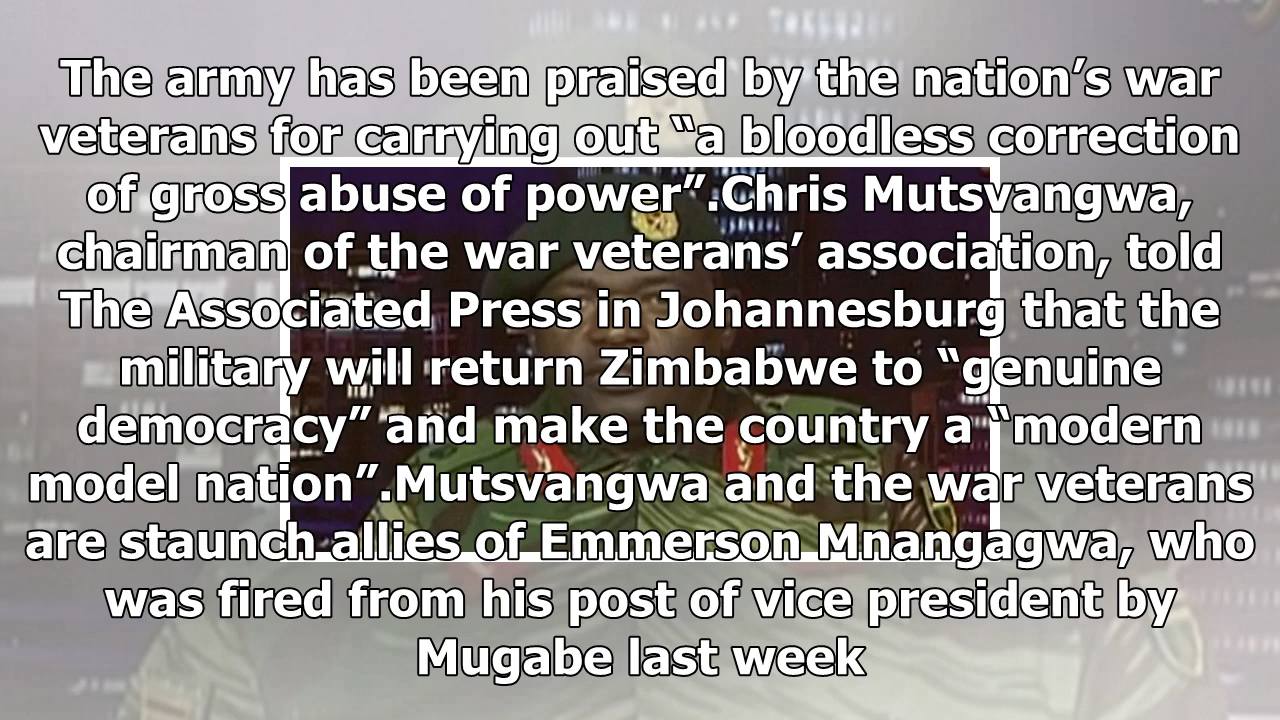 The army has been praised by the nation’s war
veterans for carrying out “a bloodless correction
of gross abuse of power”.Chris Mutsvangwa,
chairman of the war veterans’ association, told
The Associated Press in Johannesburg that the
military will return Zimbabwe to “genuine
democracy” and make the country a “modern
model nation”.Mutsvangwa and the war veterans
are staunch allies of Emmerson Mnangagwa, who
was fired from his post of vice president by
Mugabe last week